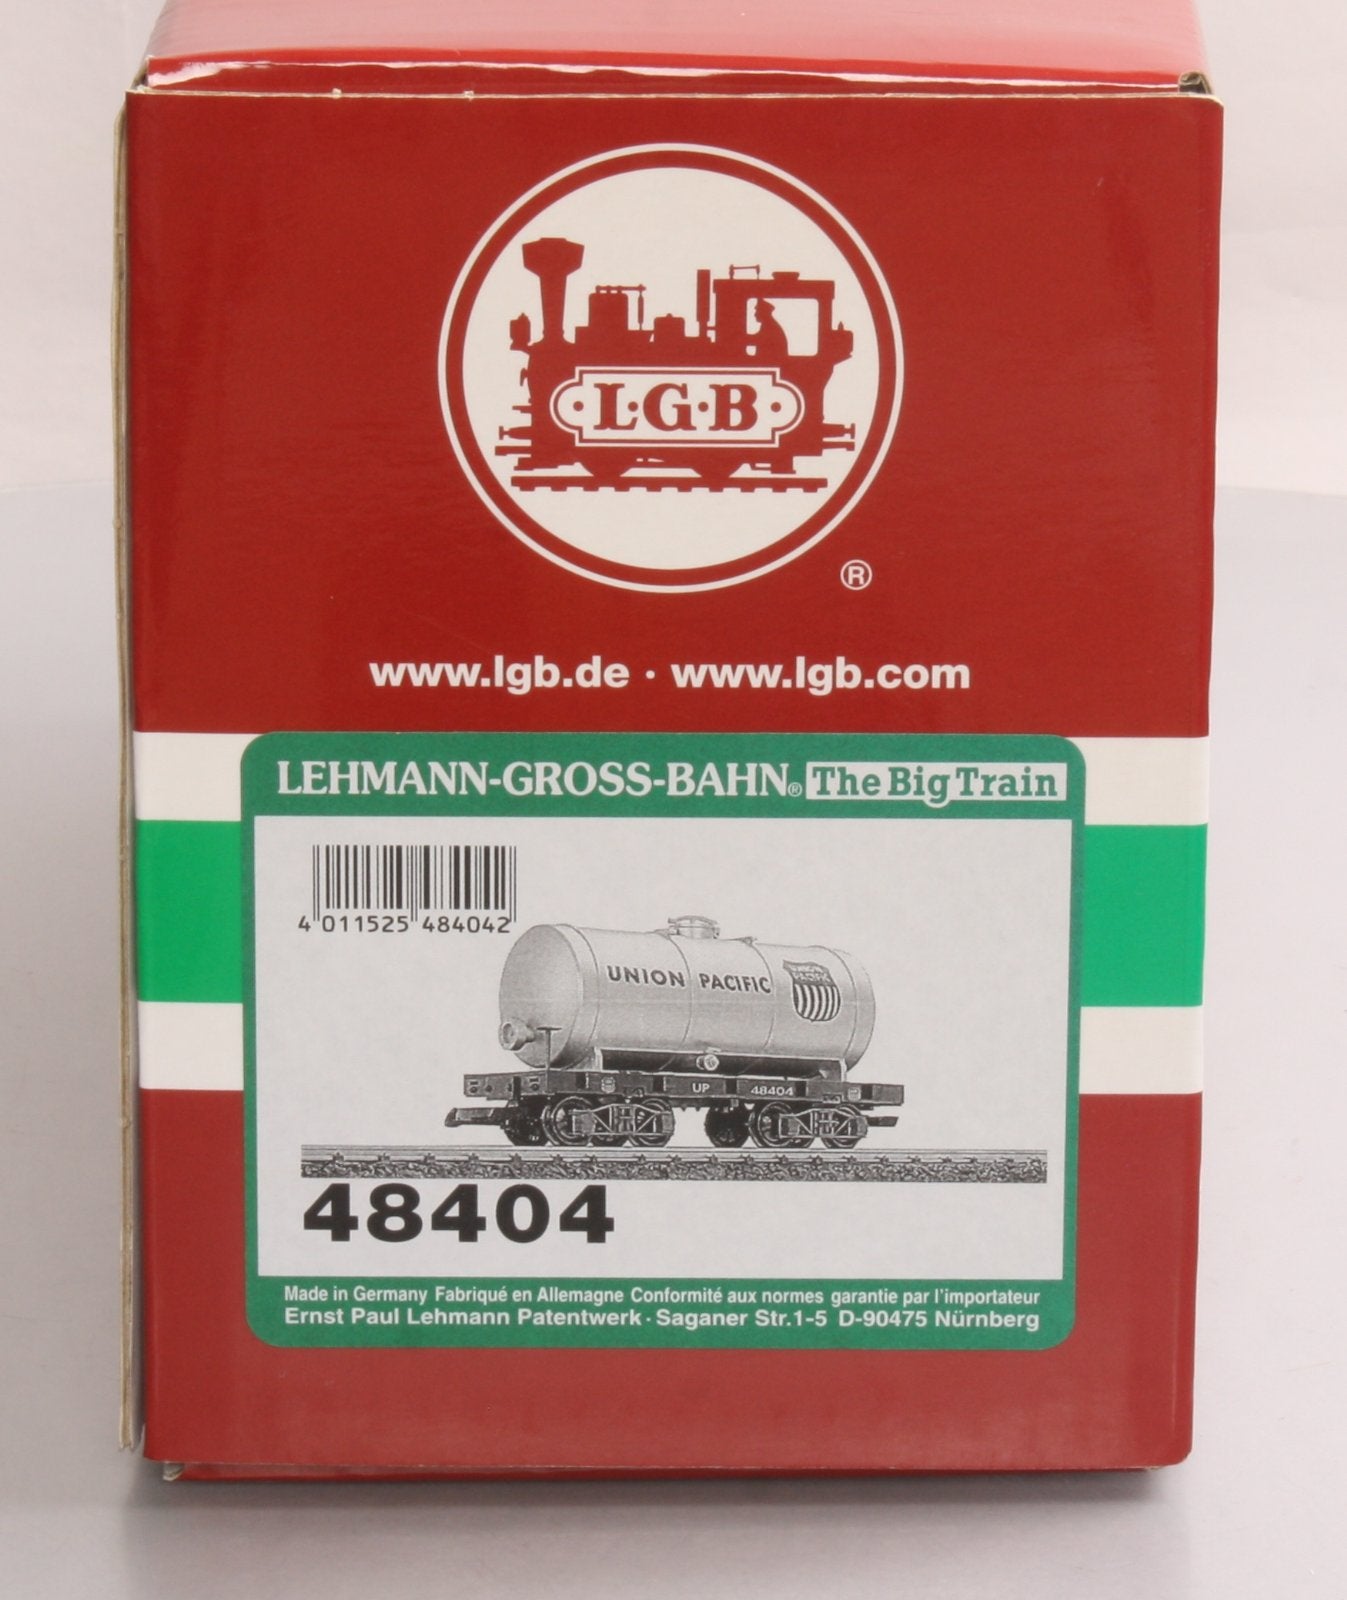 L·G·B
®
www.lgb.de · www.lgb.com
LEHMANN-GROSS-BAHN® The Big Train
4 011525 484042
UNION PACIFIC
UNION PACIFIC
UP 48404
48404
Made in Germany Fabriqué en Allemagne Conformité aux normes garantie par l'importateur
Ernst Paul Lehmann Patentwerk · Saganer Str.1-5 D-90475 Nürnberg